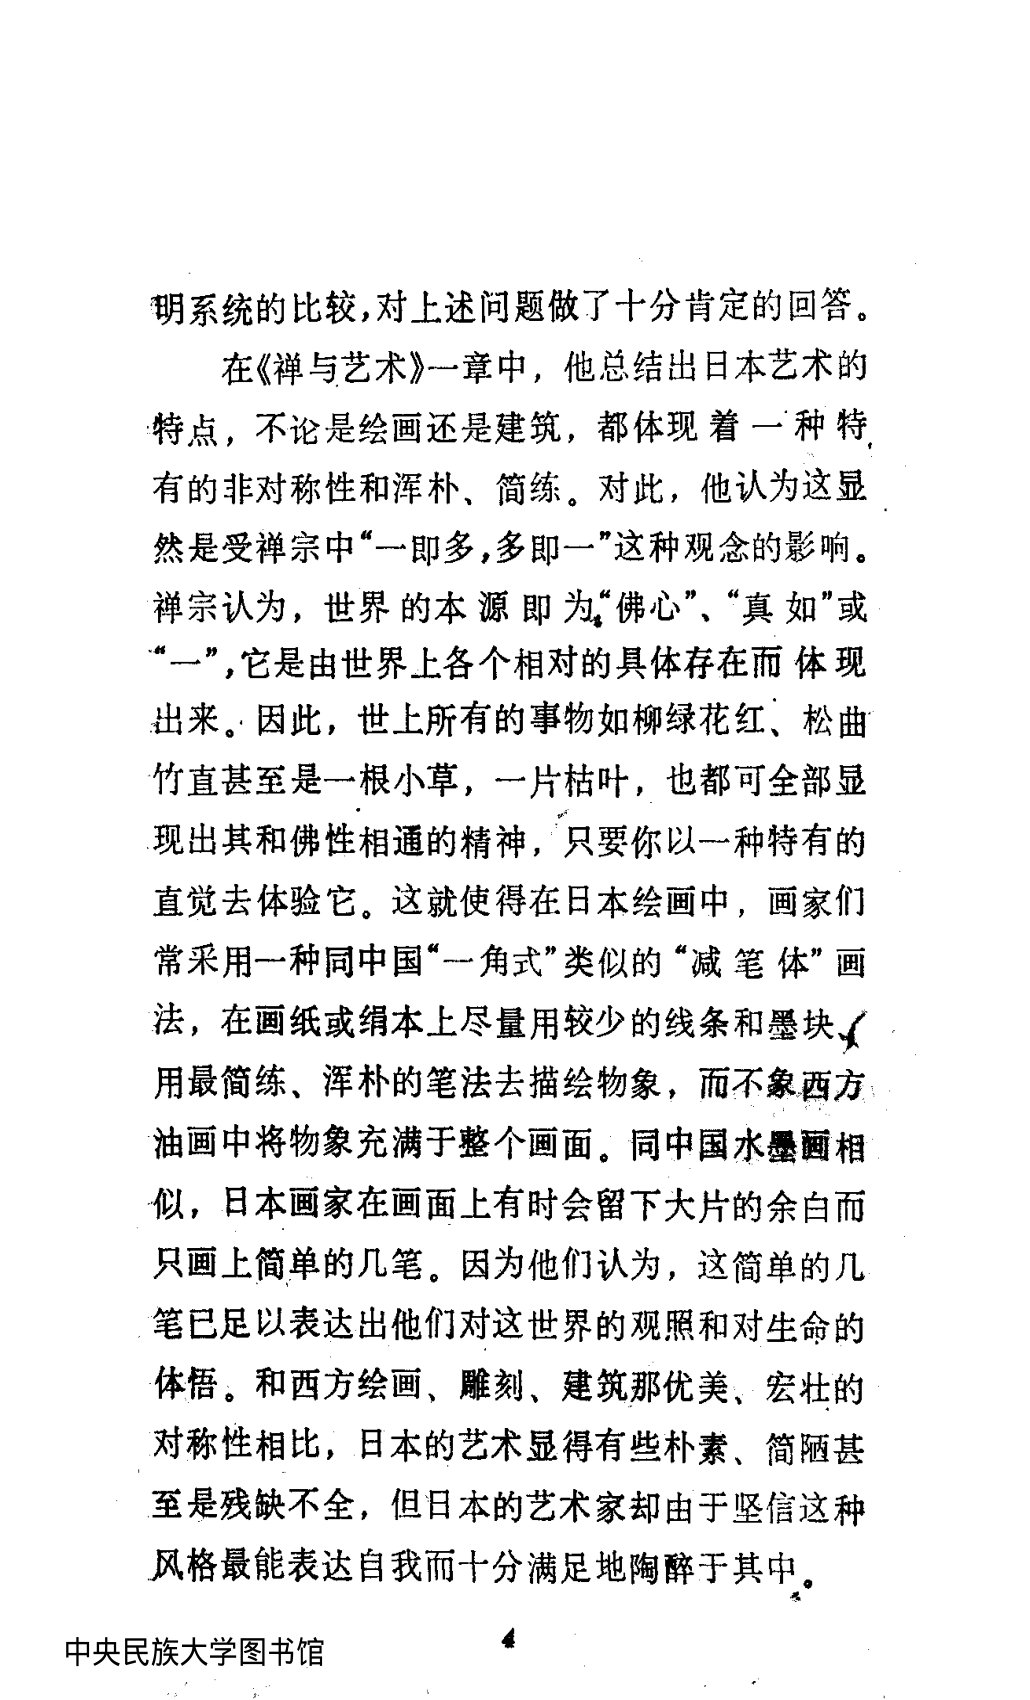 明系统的比较，对上述问题做了十分肯定的回答。
在《禅与艺术》一章中，他总结出日本艺术的
特点，不论是绘画还是建筑，都体现着一种特
有的非对称性和浑朴、简练。对此，他认为这显
然是受禅宗中“一即多，多即一”这种观念的影响。
禅宗认为，世界的本源即为“佛心”、“真如”或
“一”，它是由世界上各个相对的具体存在而体现
出来。因此，世上所有的事物如柳绿花红、松曲
竹直甚至是一根小草，一片枯叶，也都可全部显
现出其和佛性相通的精神，只要你以一种特有的
直觉去体验它。这就使得在日本绘画中，画家们
常采用一种同中国“一角式”类似的“减笔体”画
法，在画纸或绢本上尽量用较少的线条和墨块、
用最简练、浑朴的笔法去描绘物象，而不象西方
油画中将物象充满于整个画面。同中国水墨画相
似，日本画家在画面上有时会留下大片的余白而
只画上简单的几笔。因为他们认为，这简单的几
笔已足以表达出他们对这世界的观照和对生命的
体悟。和西方绘画、雕刻、建筑那优美、宏壮的
对称性相比，日本的艺术显得有些朴素、简陋甚
至是残缺不全，但日本的艺术家却由于坚信这种
风格最能表达自我而十分满足地陶醉于其中。
4
中央民族大学图书馆